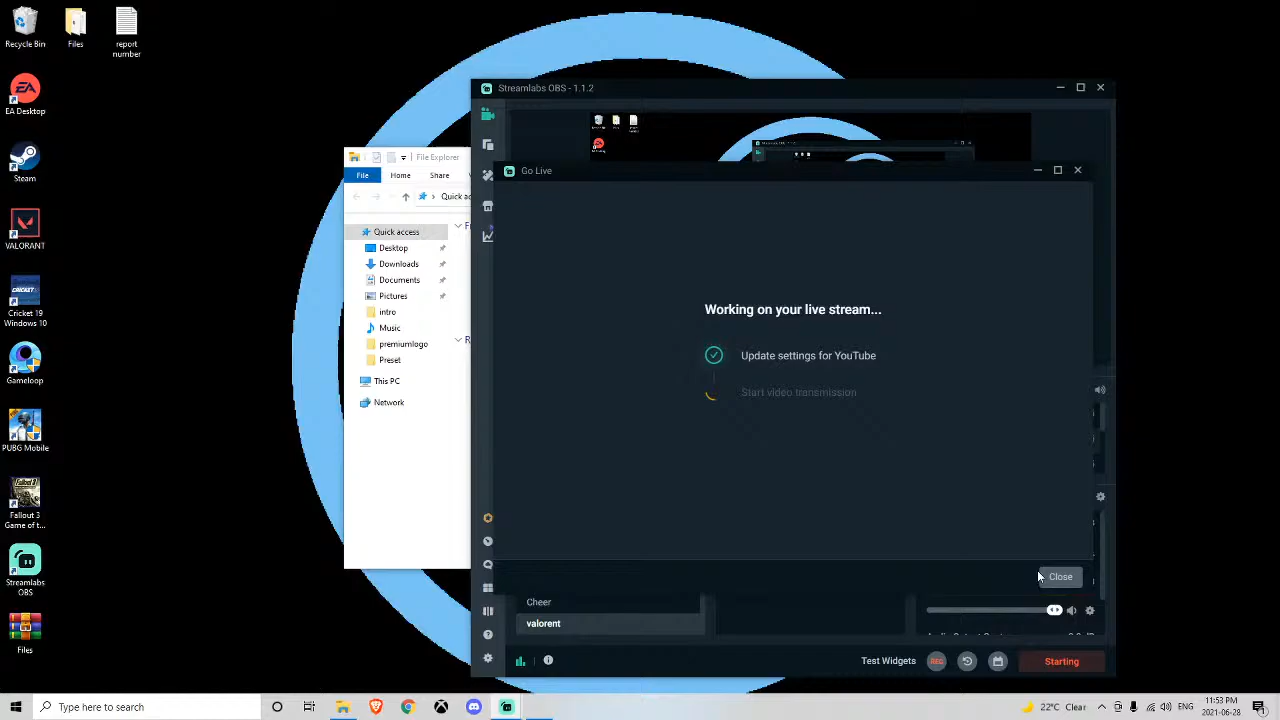 Recycle Bin
Files
report
number
EA Desktop
Steam
VALORANT
Cricket 19
Windows 10
Gameloop
PUBG Mobile
Fallout 3
Game of t...
Streamlabs
OBS
Files
File Explorer
File
Home
Share
Quick ac
Quick access
Desktop
Downloads
Documents
Pictures
intro
Music
premiumlogo
Preset
This PC
Network
Streamlabs OBS - 1.1.2
Go Live
Working on your live stream...
Update settings for YouTube
Start video transmission
Close
Cheer
valorent
Test Widgets
REC
Starting
Type here to search
22°C Clear
ENG
11:53 PM
2021-06-28
1